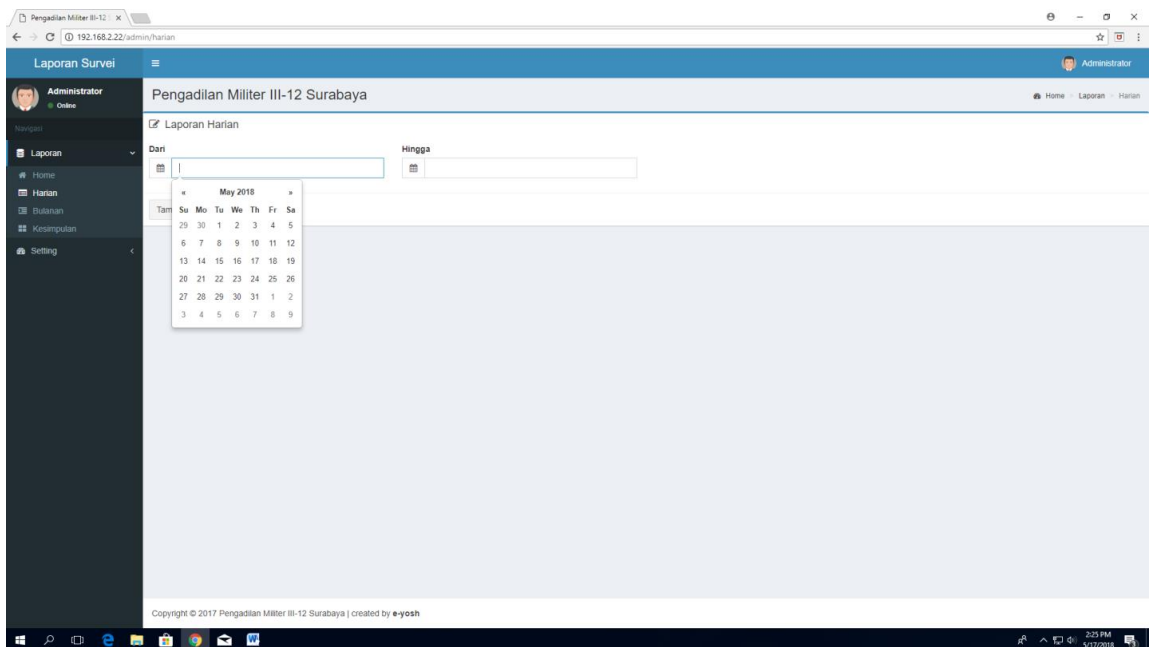 Pengadilan Militer III-12
192.168.2.22/admin/harian
Laporan Survei
Administrator
Administrator
Online
Pengadilan Militer III-12 Surabaya
Home > Laporan > Harian
Navigasi
Laporan
Home
Harian
Bulanan
Kesimpulan
Setting
Laporan Harian
Dari Hingga
« May 2018 »
Su Mo Tu We Th Fr Sa
29 30 1 2 3 4 5
6 7 8 9 10 11 12
13 14 15 16 17 18 19
20 21 22 23 24 25 26
27 28 29 30 31 1 2
3 4 5 6 7 8 9
Tam
Copyright © 2017 Pengadilan Militer III-12 Surabaya | created by e-yosh
2:25 PM
5/17/2018